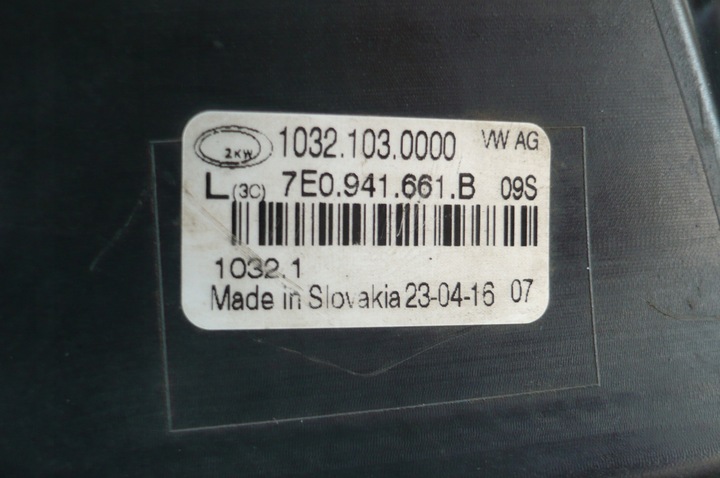 2KW 1032.103.0000 VW AG
L(3C) 7E0.941.661.B 09S
1032.1
Made in Slovakia 23-04-16 07